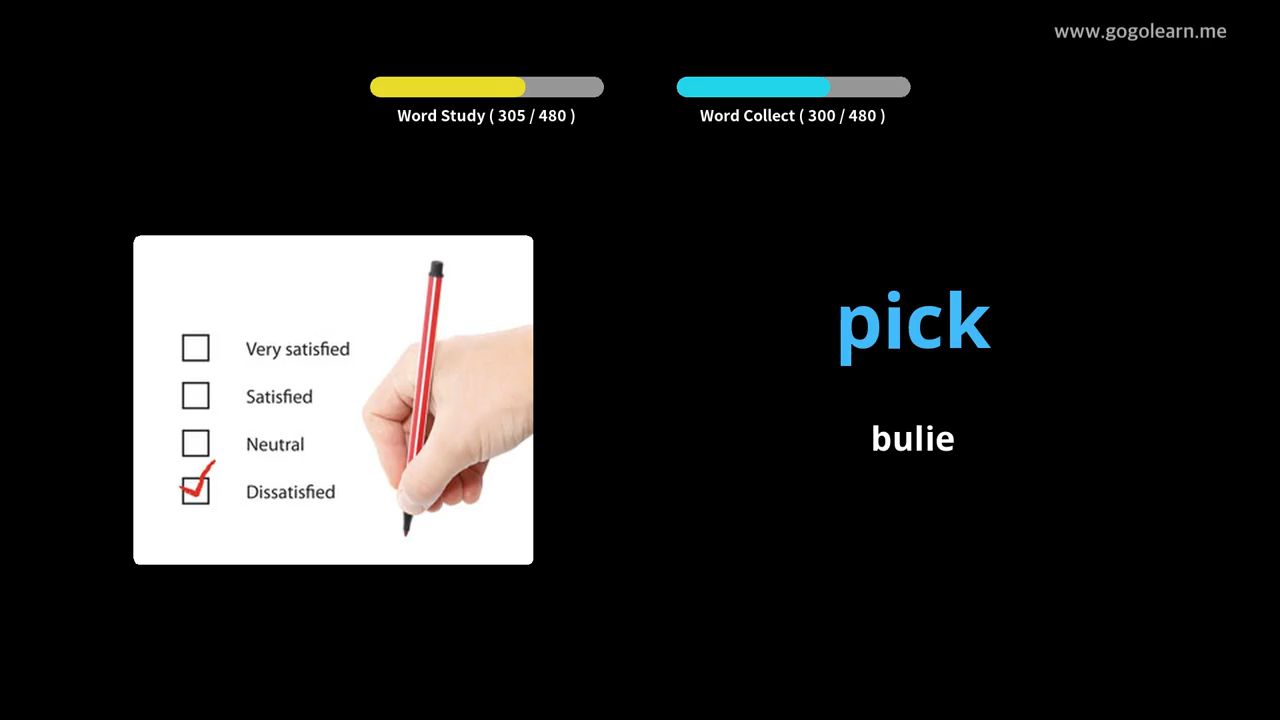 www.gogolearn.me
Word Study ( 305 / 480 )
Word Collect ( 300 / 480 )
Very satisfied
Satisfied
Neutral
Dissatisfied
pick
bulie